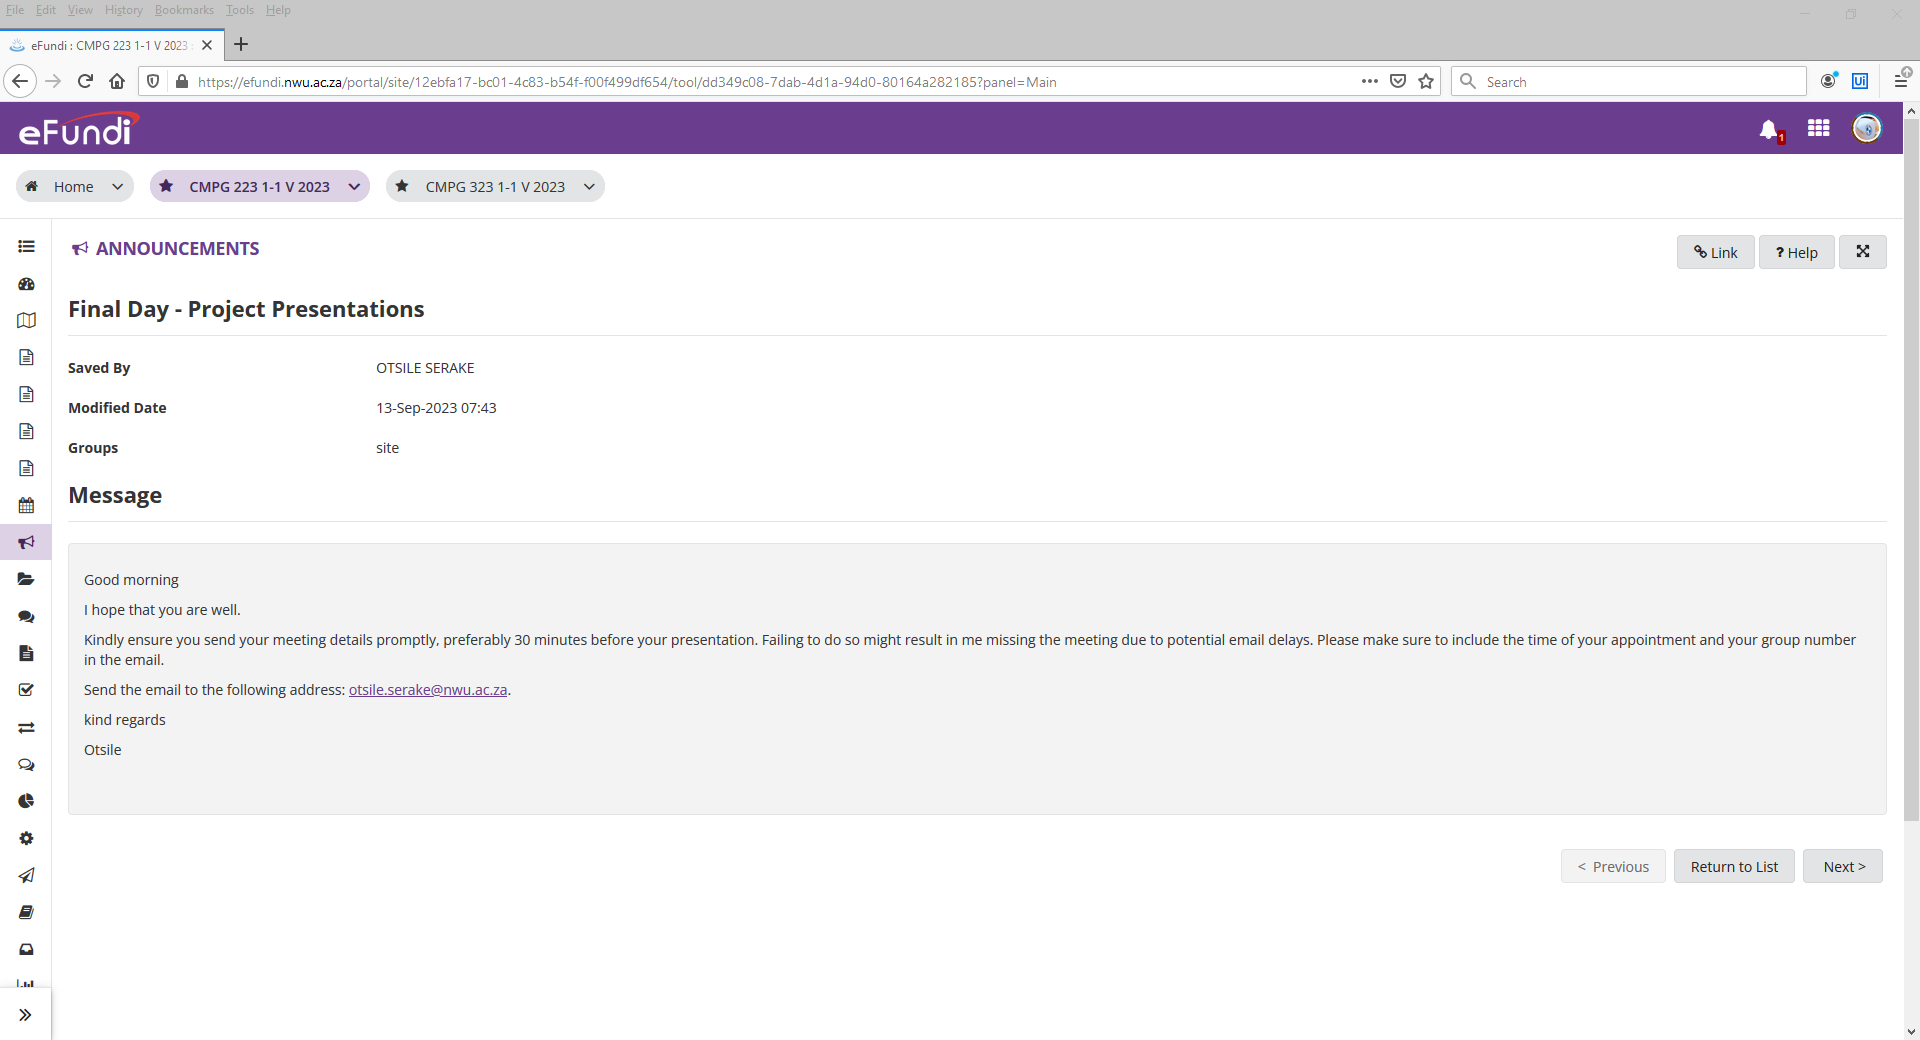 File Edit View History Bookmarks Tools Help
eFundi : CMPG 223 1-1 V 2023
https://efundi.nwu.ac.za/portal/site/12ebfa17-bc01-4c83-b54f-f00f499df654/tool/dd349c08-7dab-4d1a-94d0-80164a282185?panel=Main
Search
eFundi
1
Home
CMPG 223 1-1 V 2023
CMPG 323 1-1 V 2023
ANNOUNCEMENTS
Link
? Help
Final Day - Project Presentations
Saved By OTSILE SERAKE
Modified Date 13-Sep-2023 07:43
Groups site
Message
Good morning
I hope that you are well.
Kindly ensure you send your meeting details promptly, preferably 30 minutes before your presentation. Failing to do so might result in me missing the meeting due to potential email delays. Please make sure to include the time of your appointment and your group number
in the email.
Send the email to the following address: otsile.serake@nwu.ac.za.
kind regards
Otsile
< Previous
Return to List
Next >